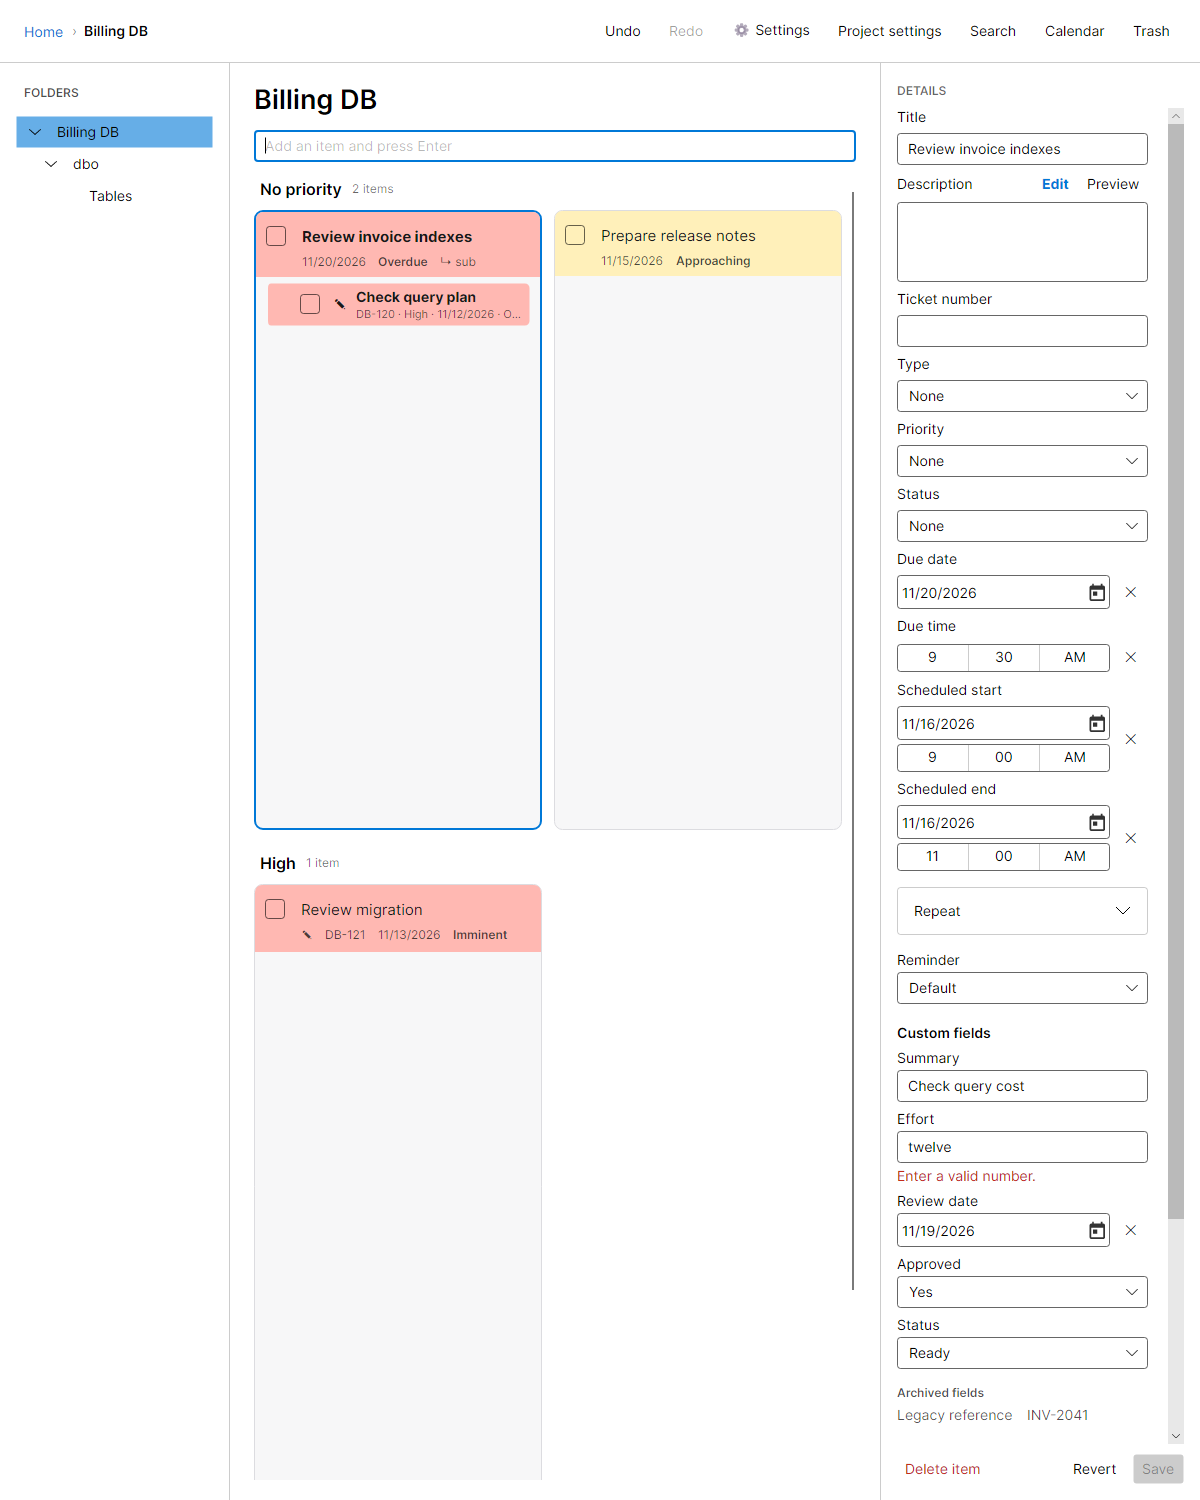 Home › Billing DB
Undo
Redo
Settings
Project settings
Search
Calendar
Trash
FOLDERS
Billing DB
dbo
Tables
Billing DB
Add an item and press Enter
No priority 2 items
Review invoice indexes
11/20/2026 Overdue ↳ sub
Check query plan
DB-120 · High · 11/12/2026 · O...
Prepare release notes
11/15/2026 Approaching
High 1 item
Review migration
DB-121 11/13/2026 Imminent
DETAILS
Title
Review invoice indexes
Description Edit Preview
Ticket number
Type
None
Priority
None
Status
None
Due date
11/20/2026
Due time
9 30 AM
Scheduled start
11/16/2026
9 00 AM
Scheduled end
11/16/2026
11 00 AM
Repeat
Reminder
Default
Custom fields
Summary
Check query cost
Effort
twelve
Enter a valid number.
Review date
11/19/2026
Approved
Yes
Status
Ready
Archived fields
Legacy reference INV-2041
Delete item Revert Save